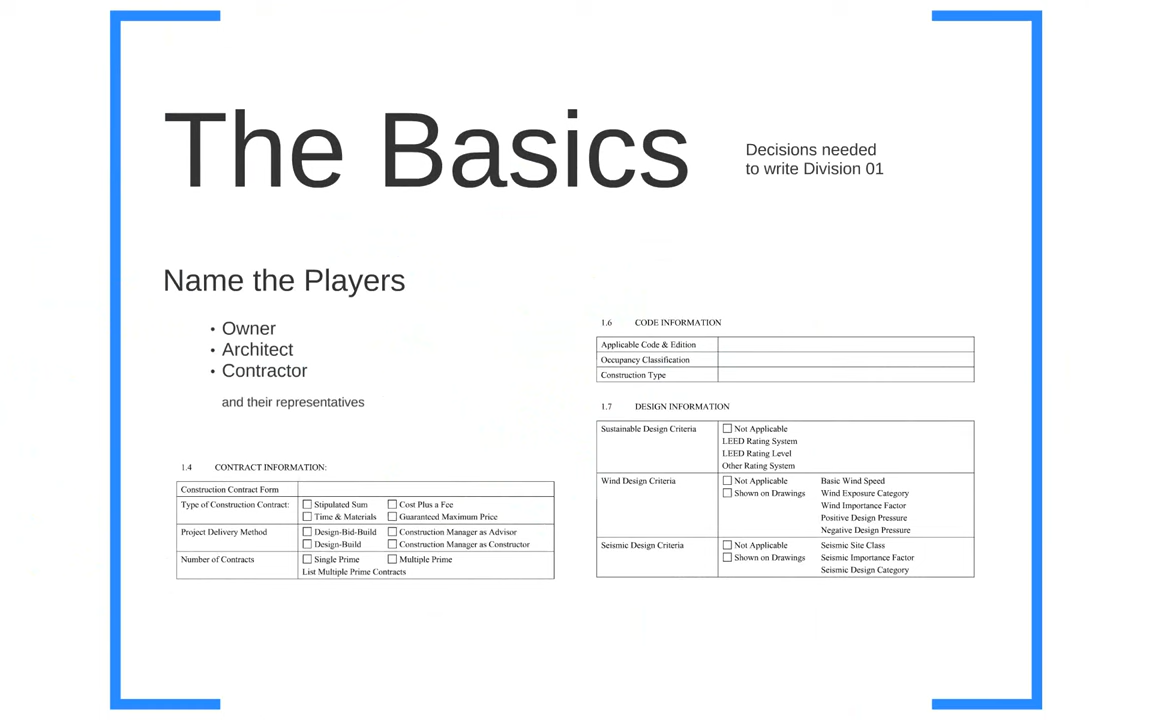 The Basics
Decisions needed
to write Division 01
Name the Players
• Owner
• Architect
• Contractor
and their representatives
1.4 CONTRACT INFORMATION:
Construction Contract Form
Type of Construction Contract: Stipulated Sum Cost Plus a Fee
Time & Materials Guaranteed Maximum Price
Project Delivery Method Design-Bid-Build Construction Manager as Advisor
Design-Build Construction Manager as Constructor
Number of Contracts Single Prime Multiple Prime
List Multiple Prime Contracts
1.6 CODE INFORMATION
Applicable Code & Edition
Occupancy Classification
Construction Type
1.7 DESIGN INFORMATION
Sustainable Design Criteria Not Applicable
LEED Rating System
LEED Rating Level
Other Rating System
Wind Design Criteria Not Applicable Basic Wind Speed
Shown on Drawings Wind Exposure Category
Wind Importance Factor
Positive Design Pressure
Negative Design Pressure
Seismic Design Criteria Not Applicable Seismic Site Class
Shown on Drawings Seismic Importance Factor
Seismic Design Category